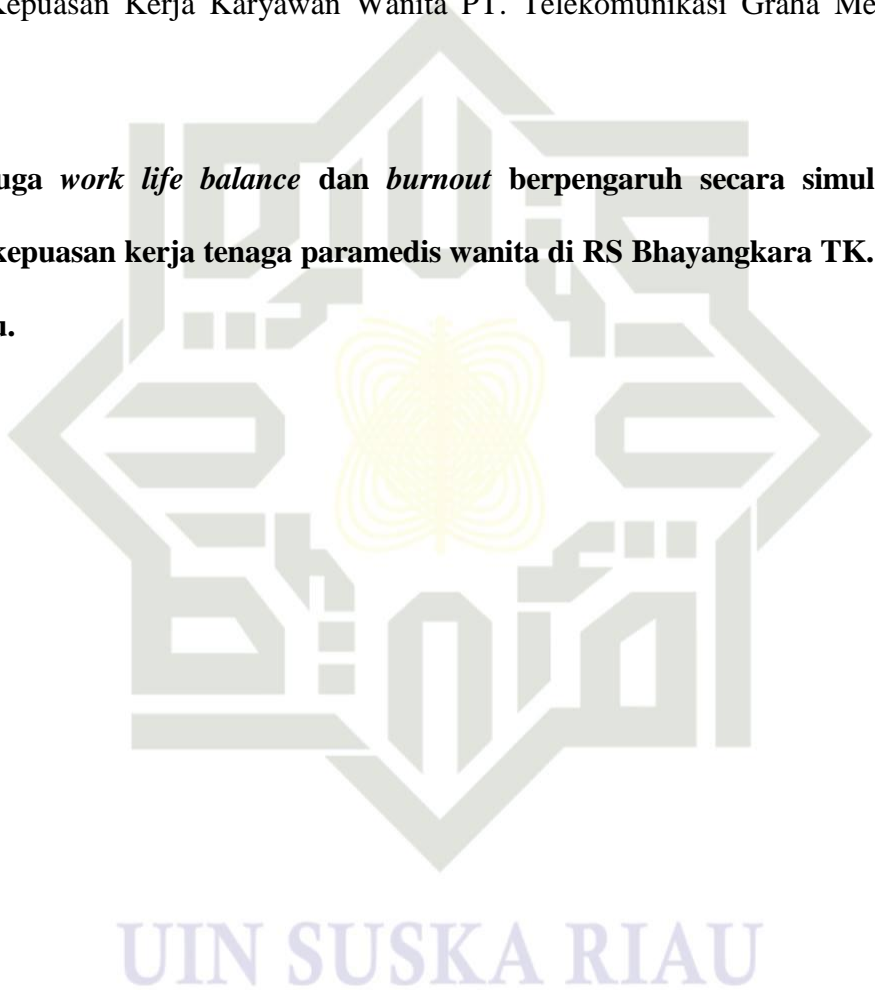 Kepuasan Kerja Karyawan Wanita PT. Telekomunikasi Graha Me
uga work life balance dan burnout berpengaruh secara simul
kepuasan kerja tenaga paramedis wanita di RS Bhayangkara TK.
u.
UIN SUSKA RIAU